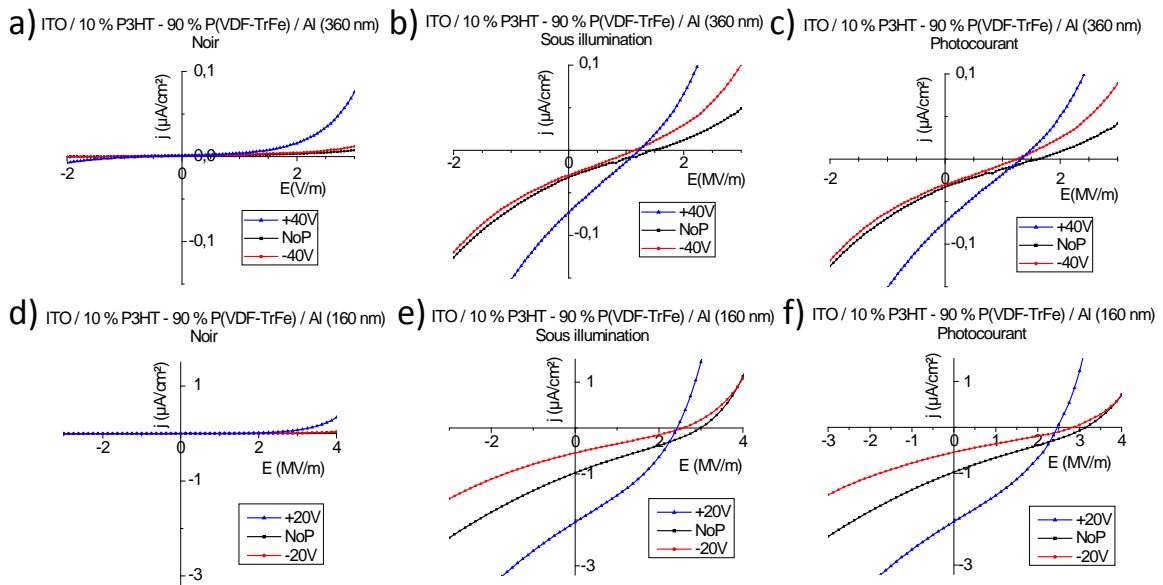 a) ITO / 10 % P3HT - 90 % P(VDF-TrFe) / Al (360 nm)
Noir
0,1
j (µA/cm²)
0,0
-2
2
E(V/m)
-0,1
+40V
NoP
-40V
b) ITO / 10 % P3HT - 90 % P(VDF-TrFe) / Al (360 nm)
Sous illumination
0,1
j (µA/cm²)
-2
0
2
E(MV/m)
-0,1
+40V
NoP
-40V
c) ITO / 10 % P3HT - 90 % P(VDF-TrFe) / Al (360 nm)
Photocourant
0,1
j (µA/cm²)
-2
0
2
E(MV/m)
-0,1
+40V
NoP
-40V
d) ITO / 10 % P3HT - 90 % P(VDF-TrFe) / Al (160 nm)
Noir
1
j (µA/cm²)
0
2
4
E (MV/m)
-1
-3
+20V
NoP
-20V
e) ITO / 10 % P3HT - 90 % P(VDF-TrFe) / Al (160 nm)
Sous illumination
1
j (µA/cm²)
0
2
4
E (MV/m)
-1
-3
+20V
NoP
-20V
f) ITO / 10 % P3HT - 90 % P(VDF-TrFe) / Al (160 nm)
Photocourant
1
j (µA/cm²)
-3
-2
-1
0
1
2
3
4
E (MV/m)
-1
-3
+20V
NoP
-20V